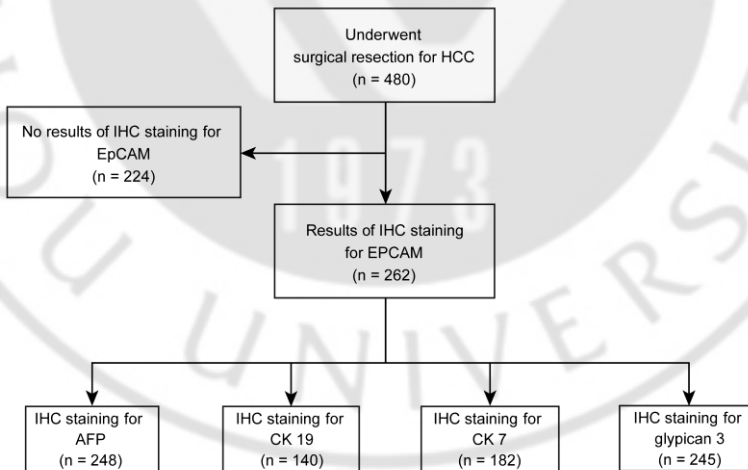 Underwent
surgical resection for HCC
(n = 480)
No results of IHC staining for
EpCAM
(n = 224)
1973
Results of IHC staining
for EPCAM
(n = 262)
UNIVER
IHC staining for
AFP
(n = 248)
IHC staining for
CK 19
(n = 140)
IHC staining for
CK 7
(n = 182)
IHC staining for
glypican 3
(n = 245)